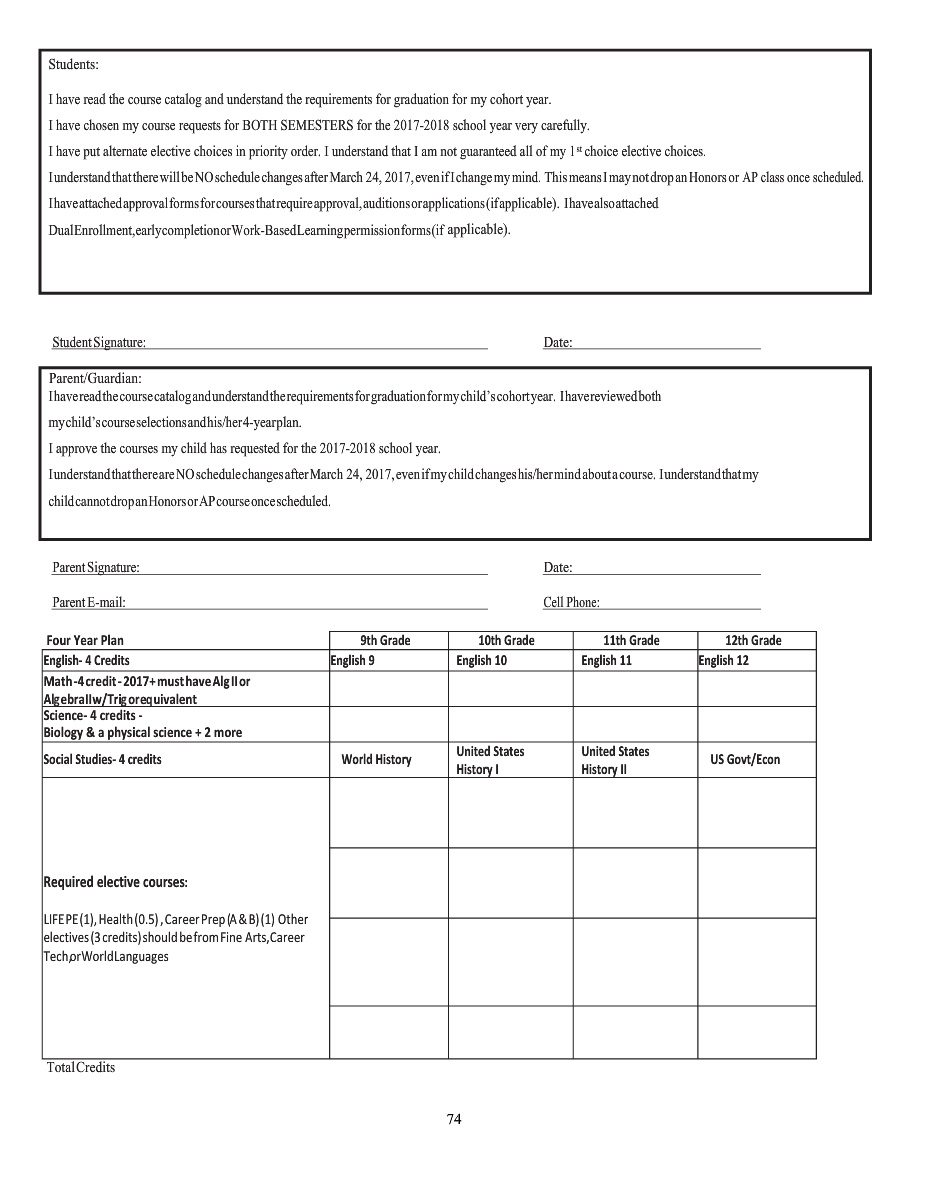 Students:
I have read the course catalog and understand the requirements for graduation for my cohort year.
I have chosen my course requests for BOTH SEMESTERS for the 2017-2018 school year very carefully.
I have put alternate elective choices in priority order. I understand that I am not guaranteed all of my 1st choice elective choices.
I understand that there will be NO schedule changes after March 24, 2017, even if I change my mind. This means I may not drop an Honors or AP class once scheduled.
I have attached approval forms for courses that require approval, auditions or applications (if applicable). I have also attached
Dual Enrollment, early completion or Work-Based Learning permission forms (if applicable).
Student Signature: Date:
Parent/Guardian:
I have read the course catalog and understand the requirements for graduation for my child's cohort year. I have reviewed both
my child's course selections and his/her 4-year plan.
I approve the courses my child has requested for the 2017-2018 school year.
I understand that there are NO schedule changes after March 24, 2017, even if my child changes his/her mind about a course. I understand that my
child cannot drop an Honors or AP course once scheduled.
Parent Signature: Date:
Parent E-mail: Cell Phone:
Four Year Plan 9th Grade 10th Grade 11th Grade 12th Grade
English- 4 Credits English 9 English 10 English 11 English 12
Math -4 credit - 2017+ must have Alg II or
Algebra II w/Trig or equivalent
Science- 4 credits -
Biology & a physical science + 2 more
Social Studies- 4 credits World History United States History I United States History II US Govt/Econ
Required elective courses:
LIFE PE (1), Health (0.5) , Career Prep (A & B) (1) Other
electives (3 credits) should be from Fine Arts, Career
Tech, or World Languages
Total Credits
74